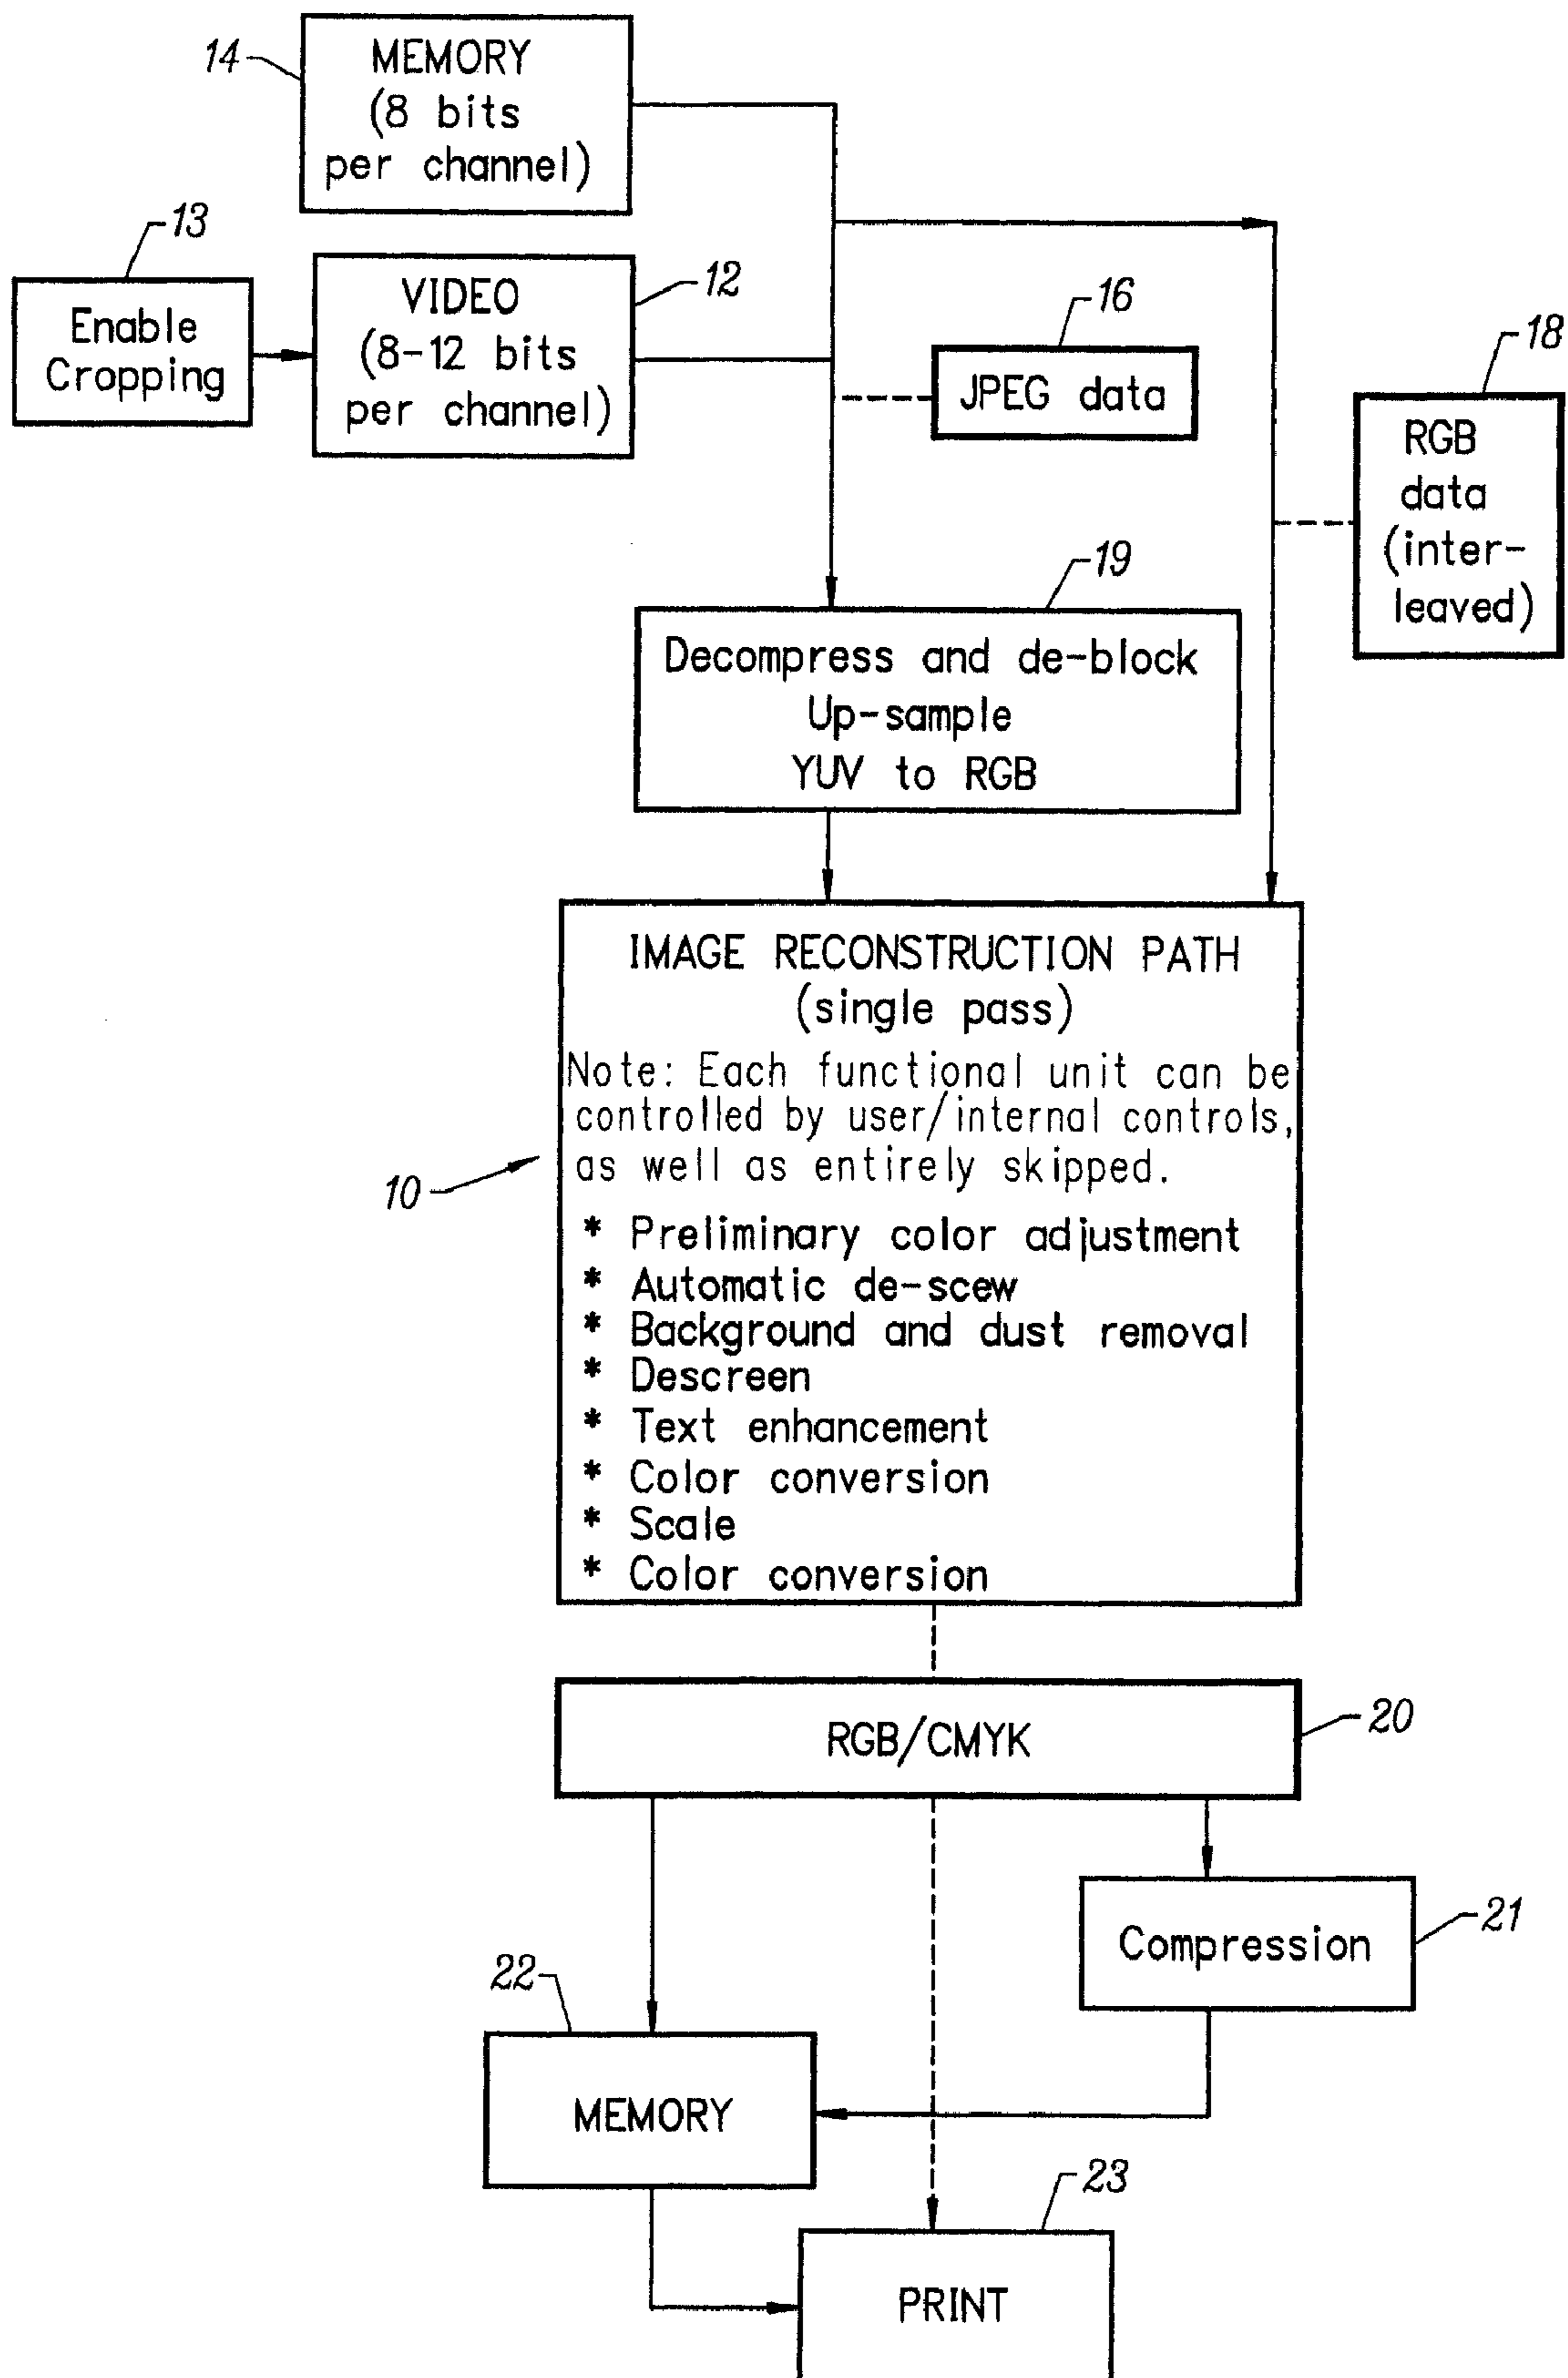 14
MEMORY
(8 bits
per channel)
13
Enable
Cropping
VIDEO
(8-12 bits
per channel)
12
16
JPEG data
18
RGB
data
(inter-
leaved)
19
Decompress and de-block
Up-sample
YUV to RGB
IMAGE RECONSTRUCTION PATH
(single pass)
Note: Each functional unit can be
controlled by user/internal controls,
as well as entirely skipped.
10
* Preliminary color adjustment
* Automatic de-scew
* Background and dust removal
* Descreen
* Text enhancement
* Color conversion
* Scale
* Color conversion
RGB/CMYK
20
Compression
21
22
MEMORY
23
PRINT